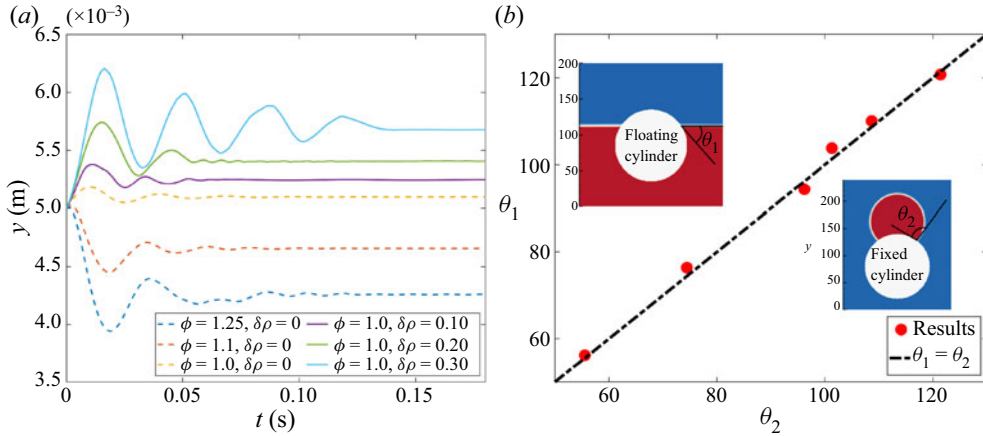 (a)
(×10⁻³)
6.5
6.0
5.5
y (m)
5.0
4.5
4.0
3.5
ϕ = 1.25, δρ = 0
ϕ = 1.1, δρ = 0
ϕ = 1.0, δρ = 0
ϕ = 1.0, δρ = 0.10
ϕ = 1.0, δρ = 0.20
ϕ = 1.0, δρ = 0.30
0 0.05 0.10 0.15
t (s)
(b)
120
100
θ₁
80
60
200
150
100
50
0
Floating
cylinder
θ₁
200
150
y
100
50
0
θ₂
Fixed
cylinder
Results
θ₁ = θ₂
60 80 100 120
θ₂